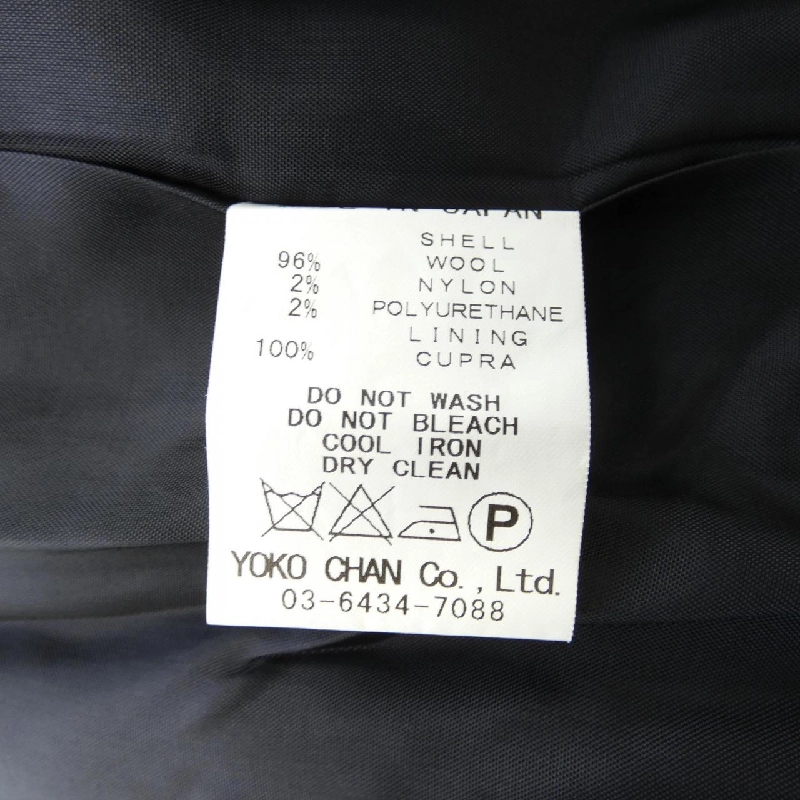 JAPAN
SHELL
96% WOOL
2% NYLON
2% POLYURETHANE
LINING
100% CUPRA
DO NOT WASH
DO NOT BLEACH
COOL IRON
DRY CLEAN
P
YOKO CHAN Co., Ltd.
03-6434-7088